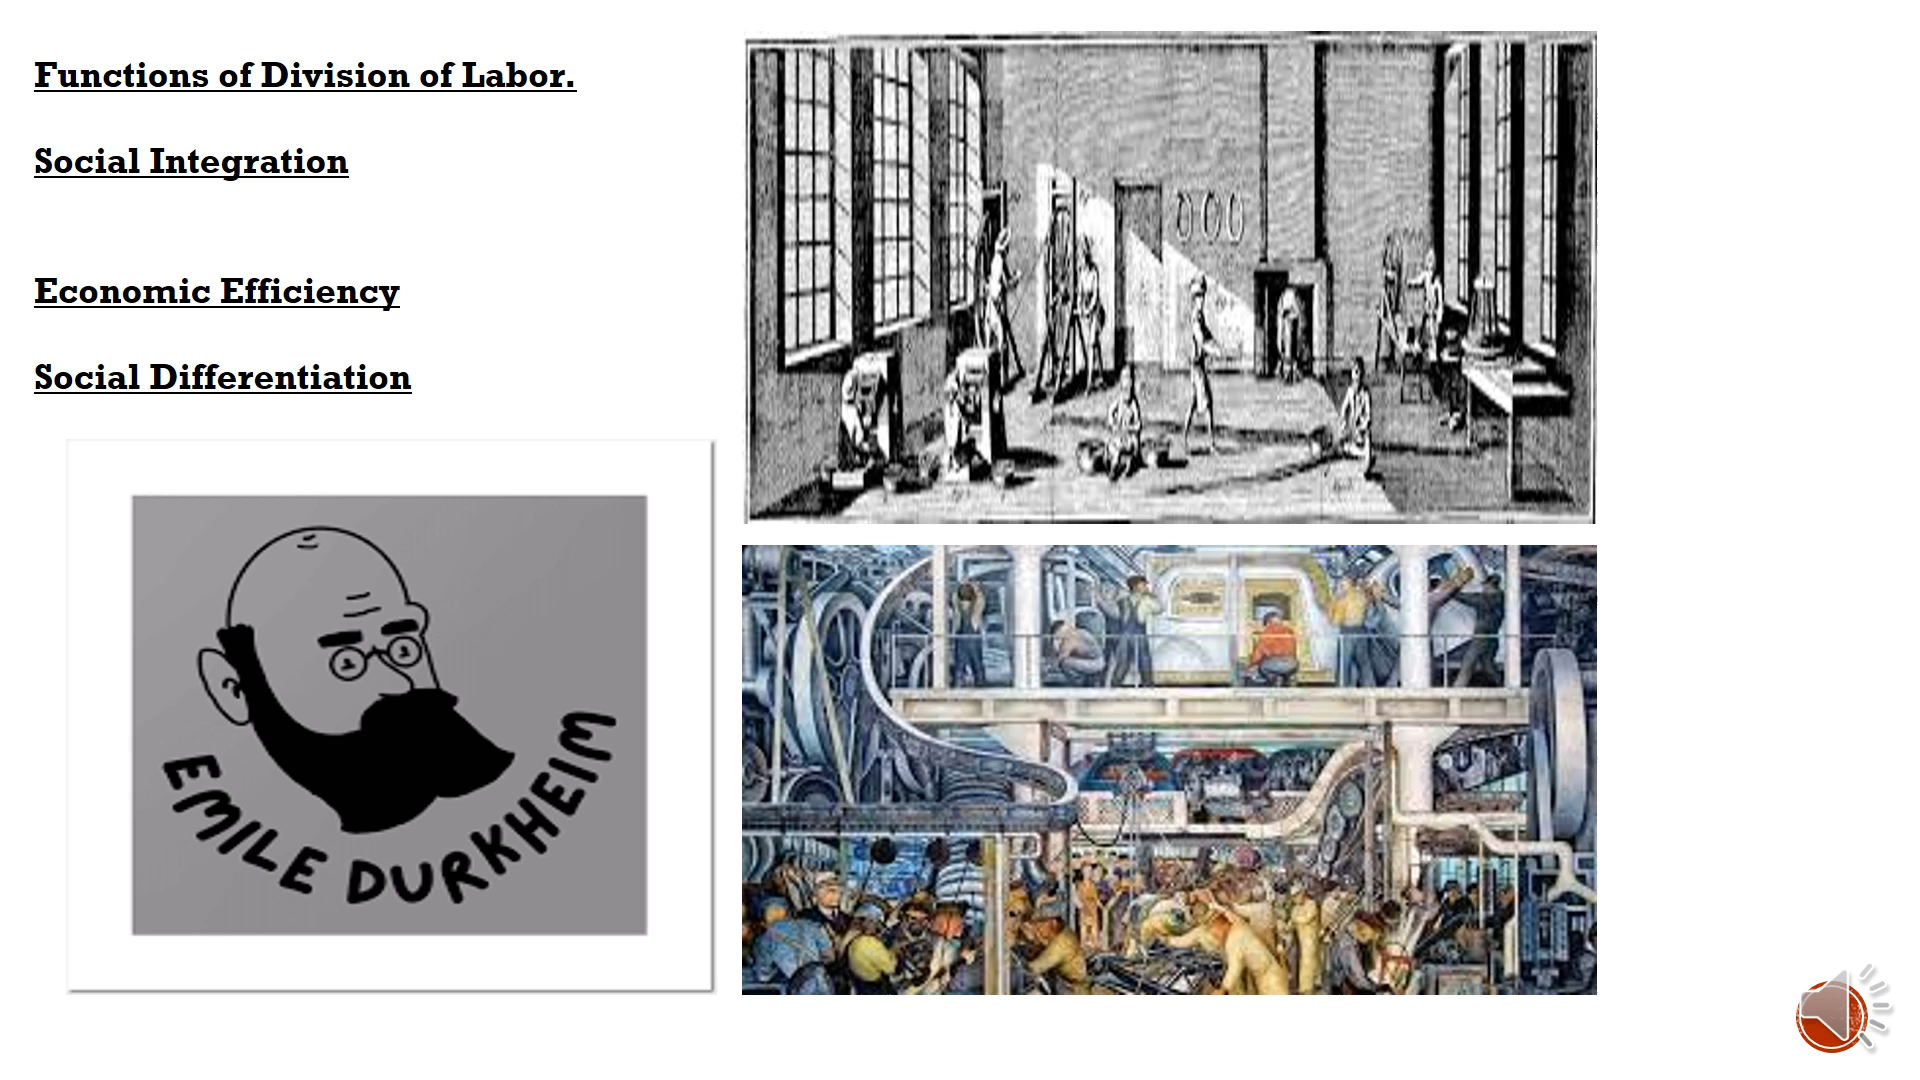 Functions of Division of Labor.
Social Integration
Economic Efficiency
Social Differentiation
EMILE DURKHEIM